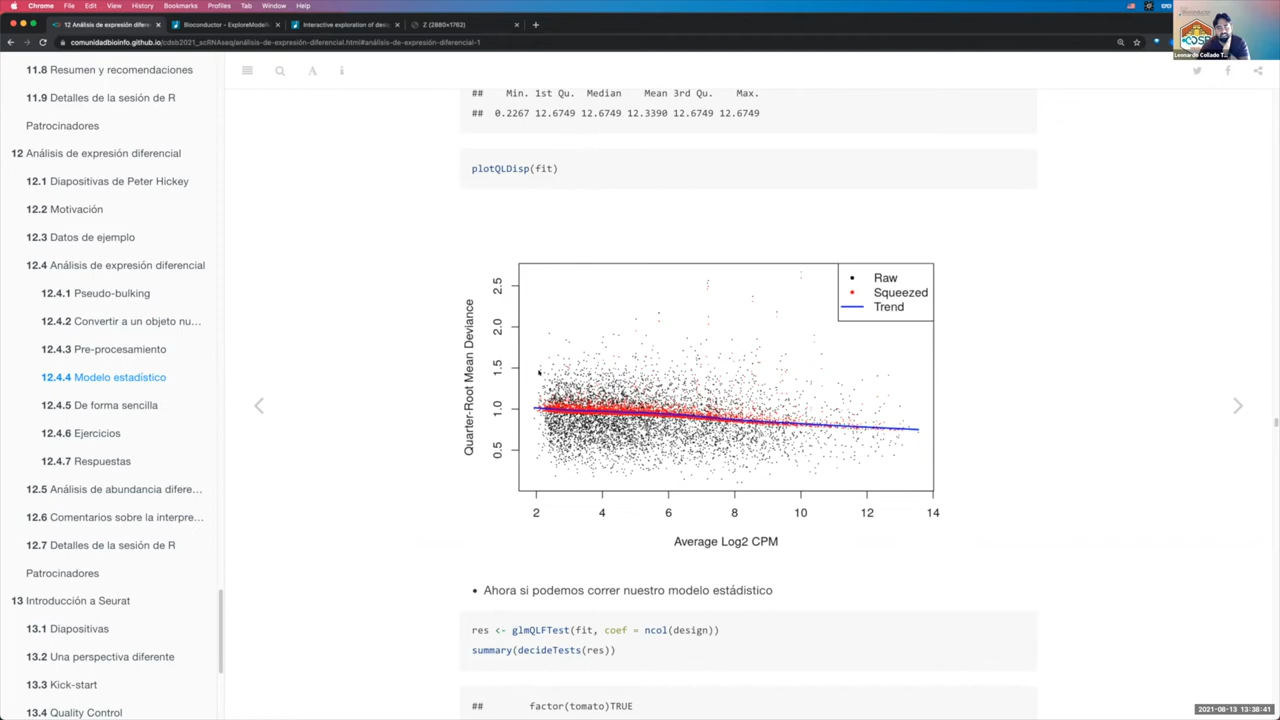 Chrome File Edit View History Bookmarks Profiles Tab Window Help
12 Análisis de expresión difere
Bioconductor - ExploreModelM
Interactive exploration of desi
Z (2880×1762)
comunidadbioinfo.github.io/cdsb2021_scRNAseq/análisis-de-expresión-diferencial.html#análisis-de-expresión-diferencial-1
Leonardo Collado T...
11.8 Resumen y recomendaciones
11.9 Detalles de la sesión de R
Patrocinadores
12 Análisis de expresión diferencial
12.1 Diapositivas de Peter Hickey
12.2 Motivación
12.3 Datos de ejemplo
12.4 Análisis de expresión diferencial
12.4.1 Pseudo-bulking
12.4.2 Convertir a un objeto nu…
12.4.3 Pre-procesamiento
12.4.4 Modelo estadístico
12.4.5 De forma sencilla
12.4.6 Ejercicios
12.4.7 Respuestas
12.5 Análisis de abundancia difere…
12.6 Comentarios sobre la interpre…
12.7 Detalles de la sesión de R
Patrocinadores
13 Introducción a Seurat
13.1 Diapositivas
13.2 Una perspectiva diferente
13.3 Kick-start
13.4 Quality Control
## Min. 1st Qu. Median Mean 3rd Qu. Max.
## 0.2267 12.6749 12.6749 12.3390 12.6749 12.6749
plotQLDisp(fit)
Raw
Squeezed
Trend
Quarter-Root Mean Deviance
2.5
2.0
1.5
1.0
0.5
2 4 6 8 10 12 14
Average Log2 CPM
• Ahora si podemos correr nuestro modelo estádistico
res <- glmQLFTest(fit, coef = ncol(design))
summary(decideTests(res))
## factor(tomato)TRUE
2021-08-13 13:38:41